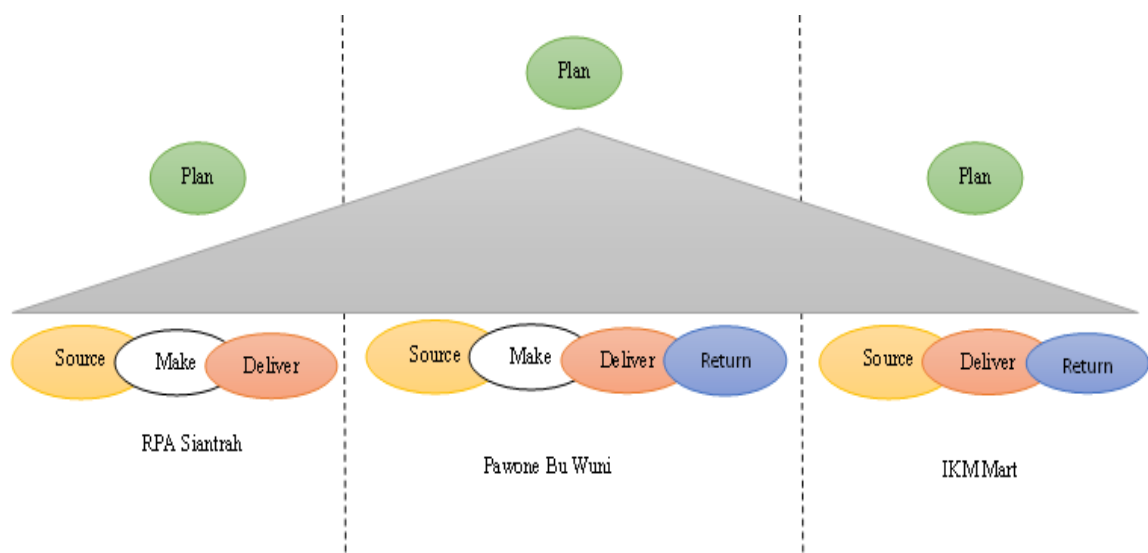 Plan
Plan
Plan
Source Make Deliver
Source Make Deliver Return
Source Deliver Return
RPA Siantrah
Pawone Bu Wuni
IKM Mart